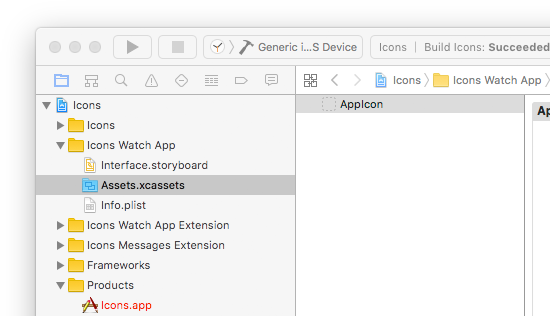 Generic i...S Device
Icons | Build Icons: Succeeded
Icons
Icons Watch App
Icons
AppIcon
Icons
Icons Watch App
Interface.storyboard
Assets.xcassets
Info.plist
Icons Watch App Extension
Icons Messages Extension
Frameworks
Products
Icons.app